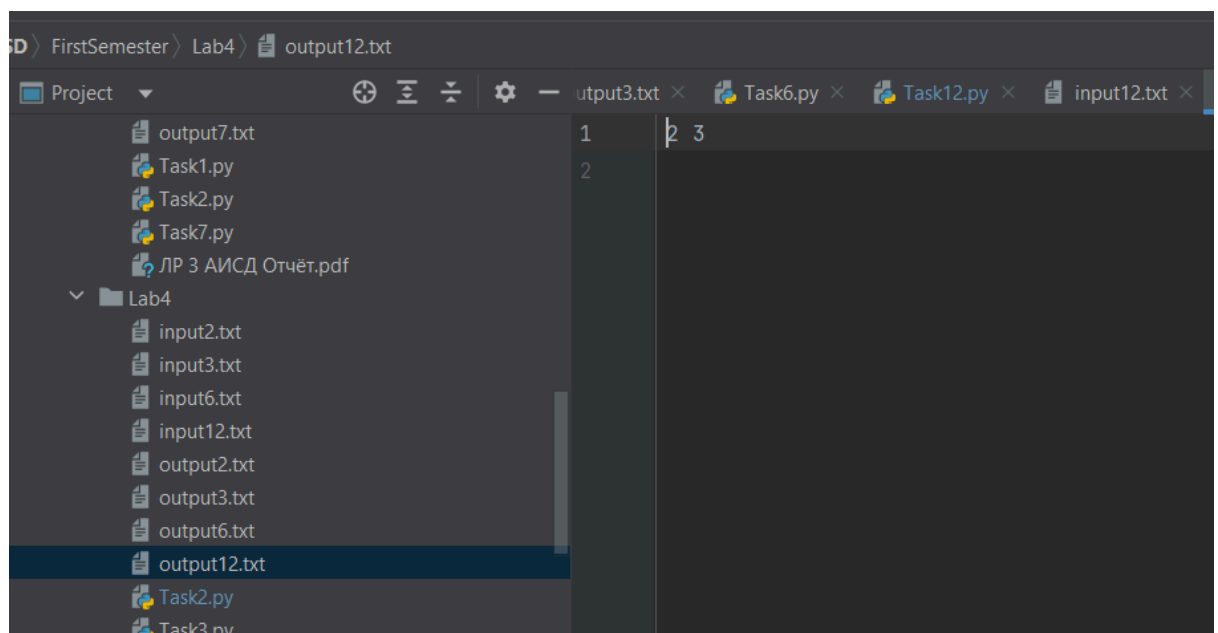 SD 〉 FirstSemester 〉 Lab4 〉 output12.txt
Project utput3.txt Task6.py Task12.py input12.txt
output7.txt
Task1.py
Task2.py
Task7.py
ЛР 3 АИСД Отчёт.pdf
Lab4
input2.txt
input3.txt
input6.txt
input12.txt
output2.txt
output3.txt
output6.txt
output12.txt
Task2.py
Task3.py
1 2 3
2